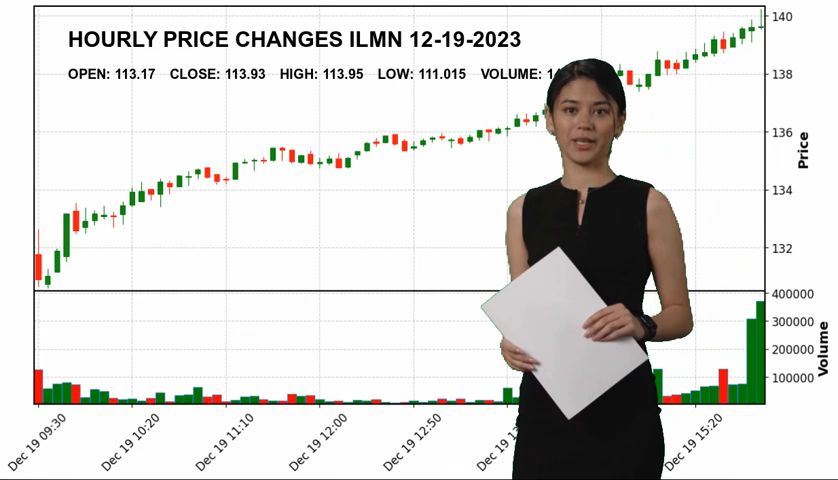 HOURLY PRICE CHANGES ILMN 12-19-2023
OPEN: 113.17 CLOSE: 113.93 HIGH: 113.95 LOW: 111.015 VOLUME:
140
138
136
134
132
Price
400000
300000
200000
100000
Volume
Dec 19 09:30
Dec 19 10:20
Dec 19 11:10
Dec 19 12:00
Dec 19 12:50
Dec 19
Dec 19 15:20